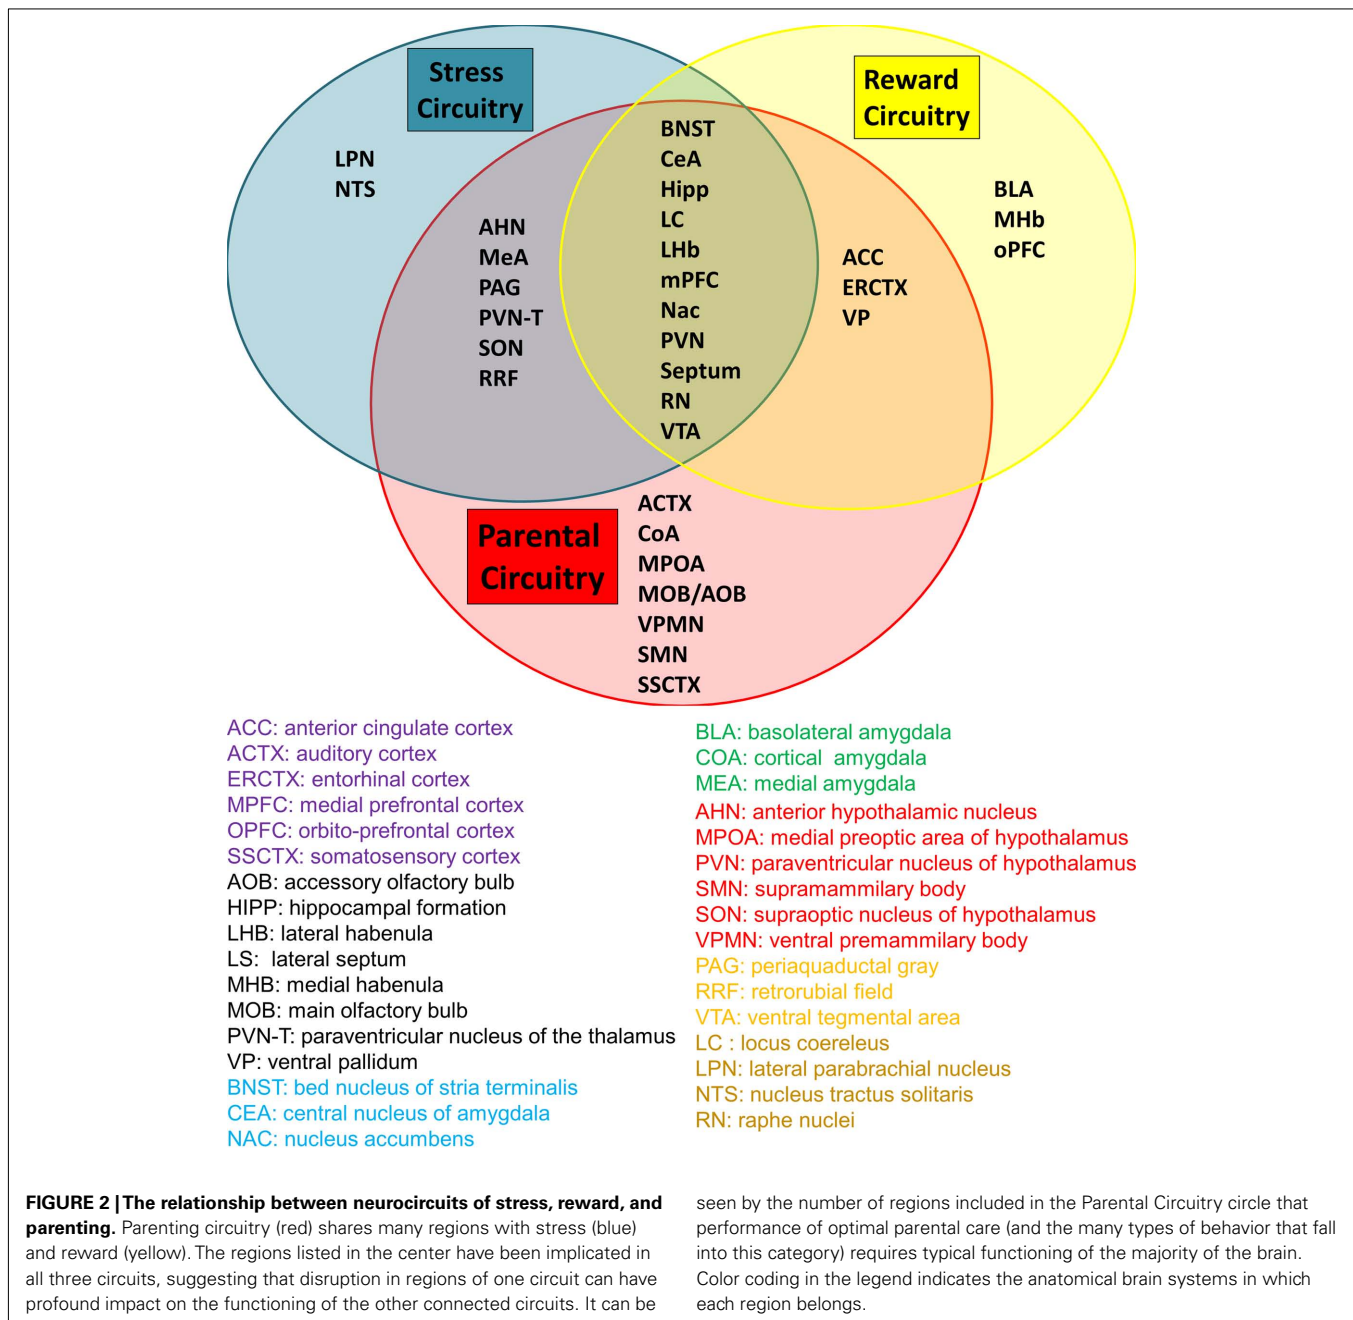 Stress
Circuitry
Reward
Circuitry
LPN
NTS
AHN
MeA
PAG
PVN-T
SON
RRF
BNST
CeA
Hipp
LC
LHb
mPFC
Nac
PVN
Septum
RN
VTA
ACC
ERCTX
VP
BLA
MHb
oPFC
Parental
Circuitry
ACTX
CoA
MPOA
MOB/AOB
VPMN
SMN
SSCTX
ACC: anterior cingulate cortex
ACTX: auditory cortex
ERCTX: entorhinal cortex
MPFC: medial prefrontal cortex
OPFC: orbito-prefrontal cortex
SSCTX: somatosensory cortex
AOB: accessory olfactory bulb
HIPP: hippocampal formation
LHB: lateral habenula
LS: lateral septum
MHB: medial habenula
MOB: main olfactory bulb
PVN-T: paraventricular nucleus of the thalamus
VP: ventral pallidum
BNST: bed nucleus of stria terminalis
CEA: central nucleus of amygdala
NAC: nucleus accumbens
BLA: basolateral amygdala
COA: cortical amygdala
MEA: medial amygdala
AHN: anterior hypothalamic nucleus
MPOA: medial preoptic area of hypothalamus
PVN: paraventricular nucleus of hypothalamus
SMN: supramammilary body
SON: supraoptic nucleus of hypothalamus
VPMN: ventral premammilary body
PAG: periaquaductal gray
RRF: retrorubial field
VTA: ventral tegmental area
LC : locus coereleus
LPN: lateral parabrachial nucleus
NTS: nucleus tractus solitaris
RN: raphe nuclei
FIGURE 2 | The relationship between neurocircuits of stress, reward, and
parenting. Parenting circuitry (red) shares many regions with stress (blue)
and reward (yellow). The regions listed in the center have been implicated in
all three circuits, suggesting that disruption in regions of one circuit can have
profound impact on the functioning of the other connected circuits. It can be
seen by the number of regions included in the Parental Circuitry circle that
performance of optimal parental care (and the many types of behavior that fall
into this category) requires typical functioning of the majority of the brain.
Color coding in the legend indicates the anatomical brain systems in which
each region belongs.